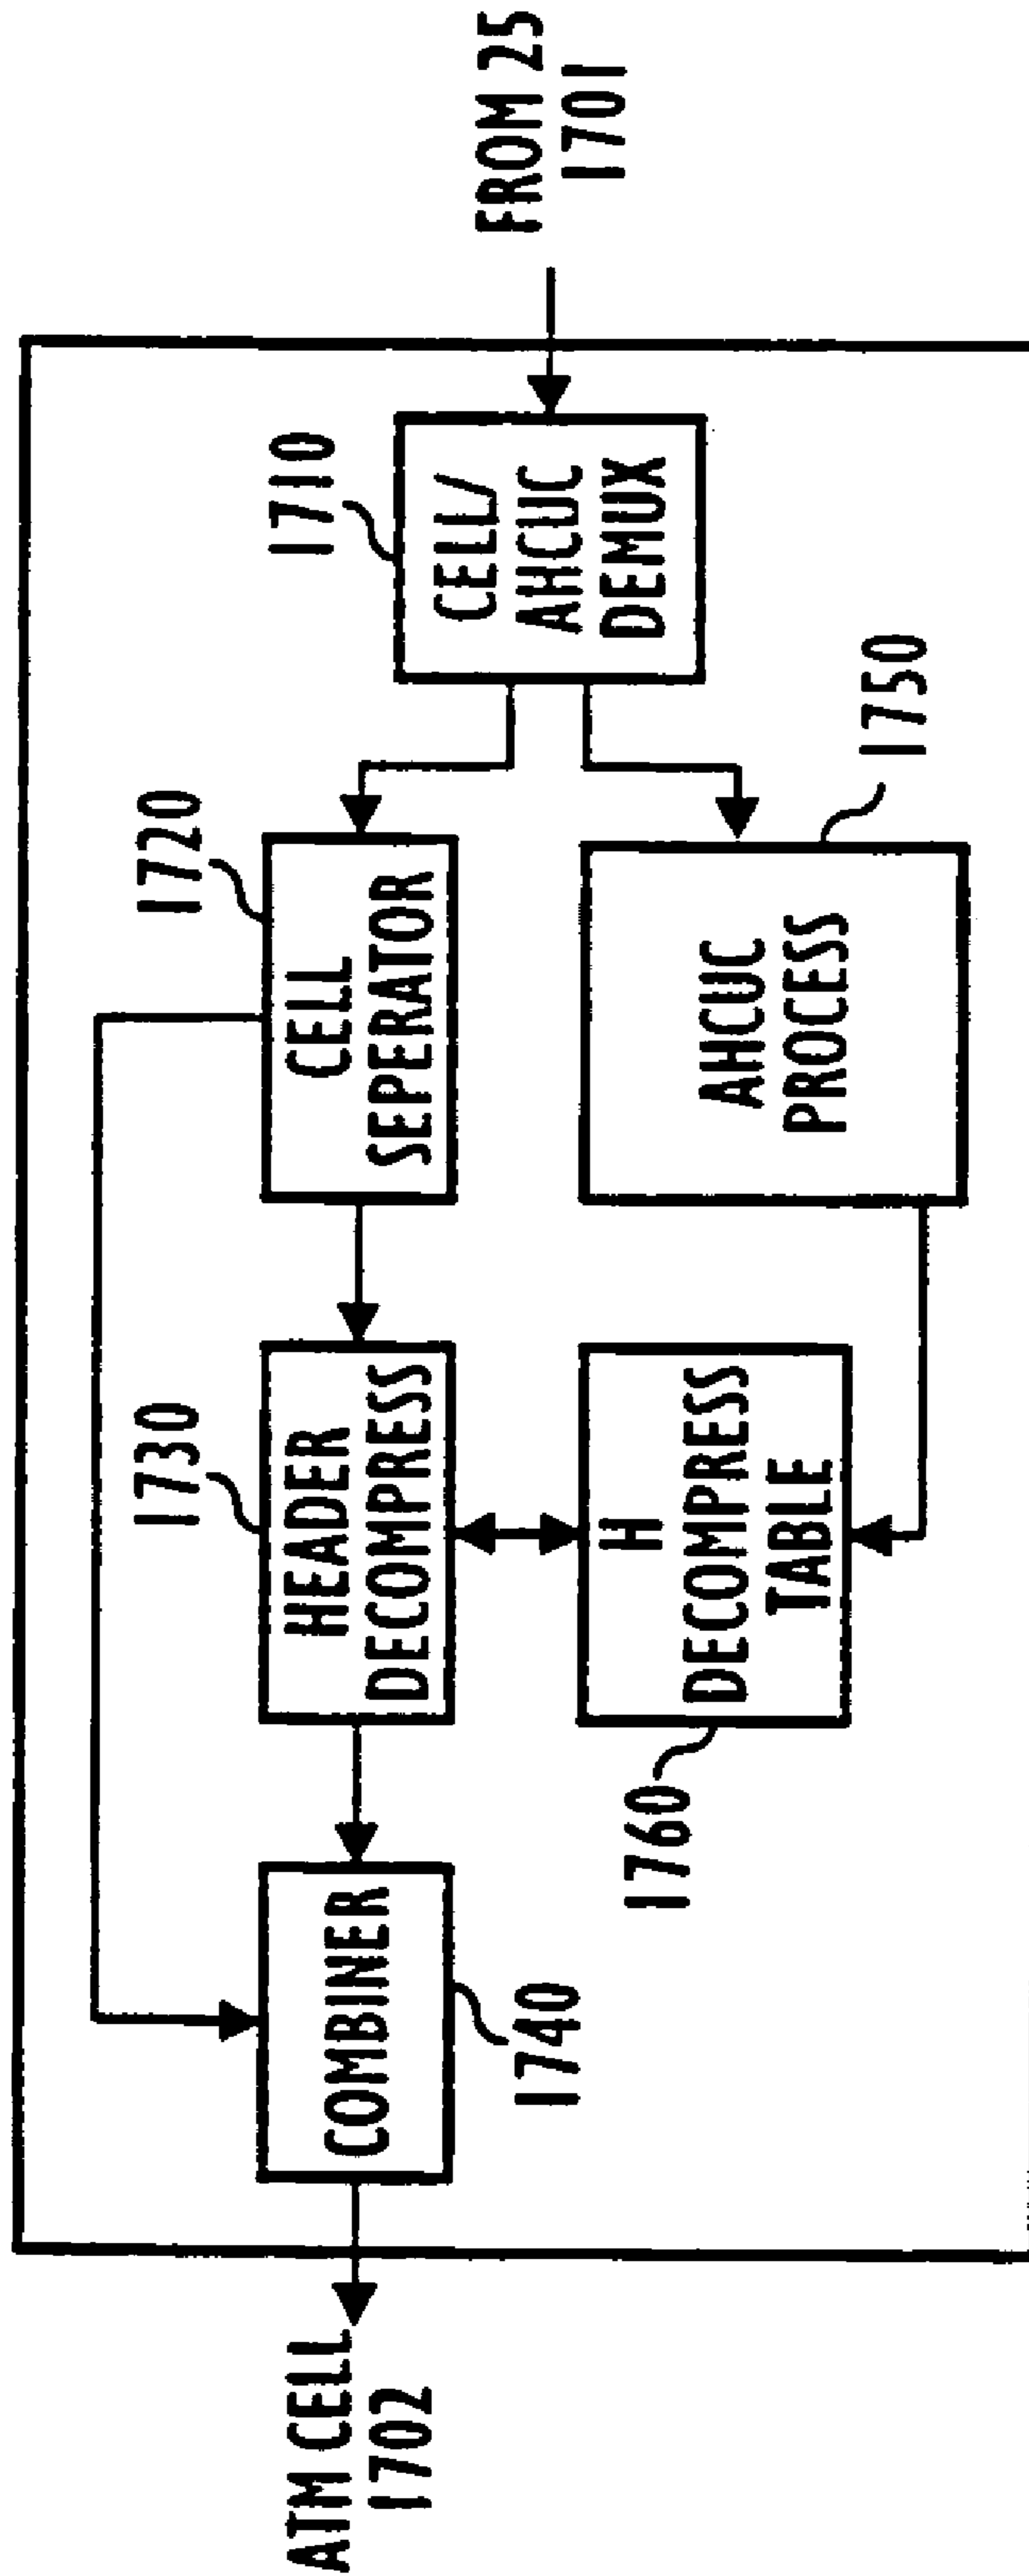 1720
1710
1730
CELL
SEPERATOR
CELL/
AHCUC
DEMUX
FROM 25
1701
HEADER
DECOMPRESS
COMBINER
ATM CELL
1702
1740
1760
H
DECOMPRESS
TABLE
AHCUC
PROCESS
1750